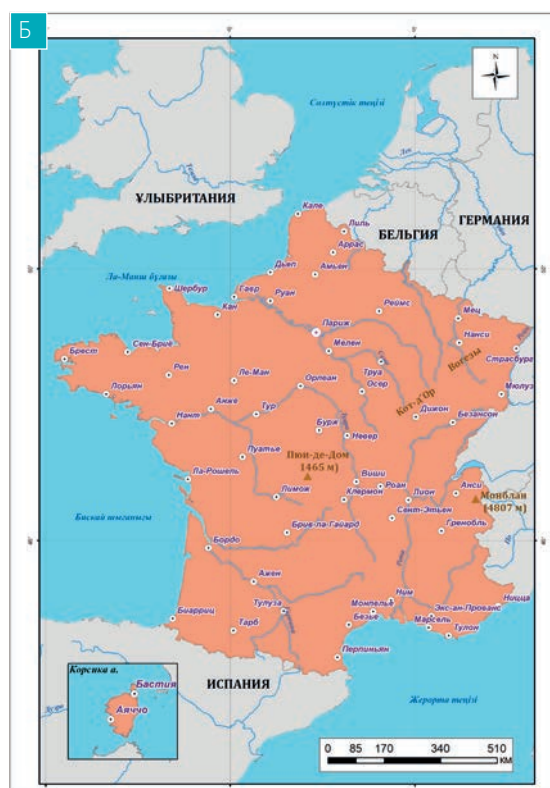 Б
N
0°
5°
Солтүстік теңізі
ҰЛЫБРИТАНИЯ
Кале
Лилль
ГЕРМАНИЯ
БЕЛЬГИЯ
Аррас
Дьеп
Амьен
Ла-Манш бұғазы
Шербур
Гавр
Руан
Кан
Реймс
Мец
Париж
Нанси
Страсбург
Мелен
Вогезы
Сен-Бриё
Брест
Рен
Ле-Ман
Труа
Орлеан
Осер
Кот-д'Ор
Мюлуз
Лорьян
Анже
Тур
Дижон
Безансон
Нант
Бурж
Невер
Пуатье
Пюи-де-Дом
1465 м)
Ла-Рошель
Виши
Роан
Анси
Монблан
(4807 м)
Лимож
Клермон
Лион
Сент-Этьен
Брив-ла-Гайард
Гренобль
Бискай шығанағы
Бордо
Рона
Ажен
Ним
Ницца
Тулуза
Монпелье
Экс-ан-Прованс
Биарриц
Безье
Марсель
Тарб
Тулон
Перпиньян
ИСПАНИЯ
Корсика а.
Бастия
Аяччо
Жерорта теңізі
0 85 170 340 510
КМ